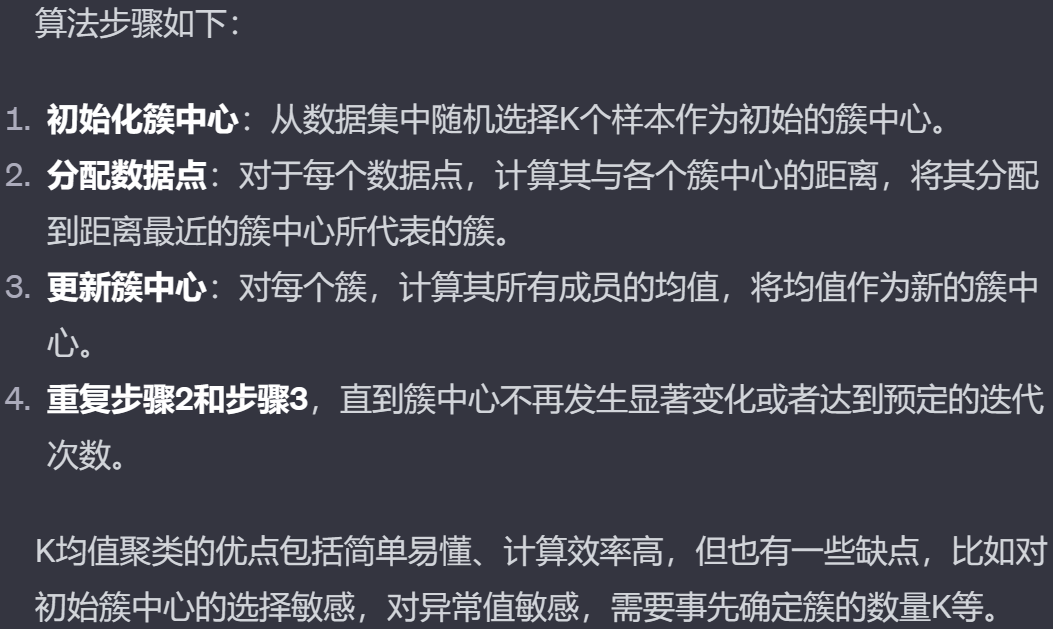 算法步骤如下：
1. 初始化簇中心：从数据集中随机选择K个样本作为初始的簇中心。
2. 分配数据点：对于每个数据点，计算其与各个簇中心的距离，将其分配
到距离最近的簇中心所代表的簇。
3. 更新簇中心：对每个簇，计算其所有成员的均值，将均值作为新的簇中
心。
4. 重复步骤2和步骤3，直到簇中心不再发生显著变化或者达到预定的迭代
次数。
K均值聚类的优点包括简单易懂、计算效率高，但也有一些缺点，比如对
初始簇中心的选择敏感，对异常值敏感，需要事先确定簇的数量K等。